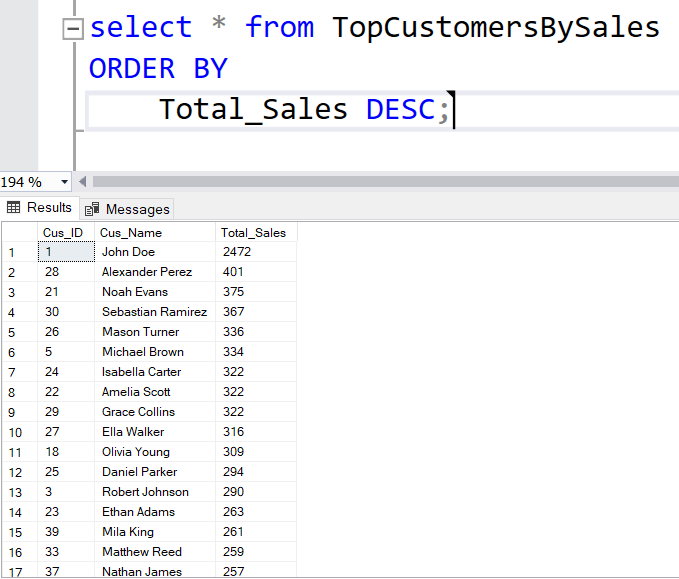 select * from TopCustomersBySales
ORDER BY
Total_Sales DESC;
194 %
Results Messages
Cus_ID Cus_Name Total_Sales
1 1 John Doe 2472
2 28 Alexander Perez 401
3 21 Noah Evans 375
4 30 Sebastian Ramirez 367
5 26 Mason Turner 336
6 5 Michael Brown 334
7 24 Isabella Carter 322
8 22 Amelia Scott 322
9 29 Grace Collins 322
10 27 Ella Walker 316
11 18 Olivia Young 309
12 25 Daniel Parker 294
13 3 Robert Johnson 290
14 23 Ethan Adams 263
15 39 Mila King 261
16 33 Matthew Reed 259
17 37 Nathan James 257